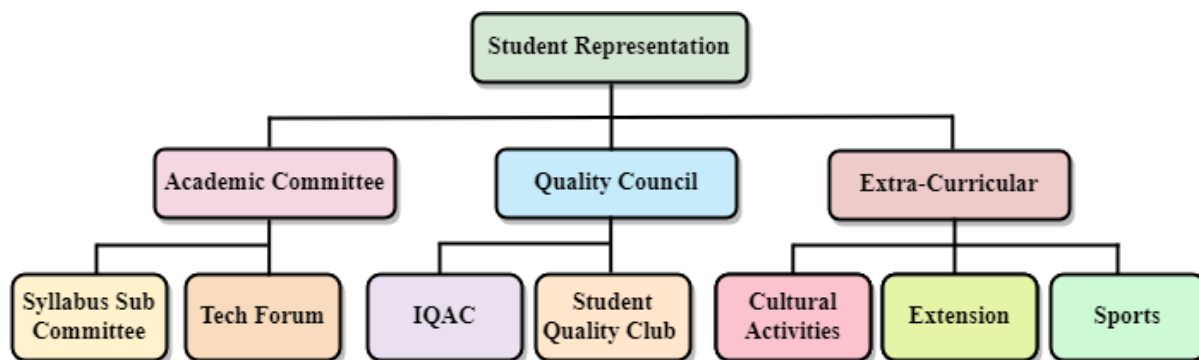 Student Representation
Academic Committee
Quality Council
Extra-Curricular
Syllabus Sub
Committee
Tech Forum
IQAC
Student
Quality Club
Cultural
Activities
Extension
Sports